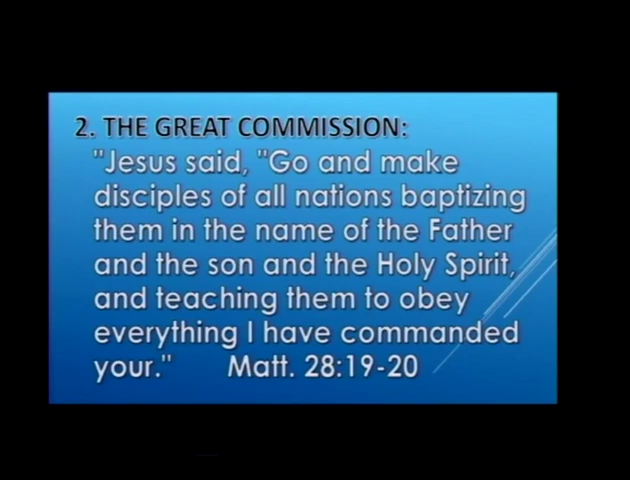 2. THE GREAT COMMISSION:
"Jesus said, "Go and make
disciples of all nations baptizing
them in the name of the Father
and the son and the Holy Spirit,
and teaching them to obey
everything I have commanded
your." Matt. 28:19-20